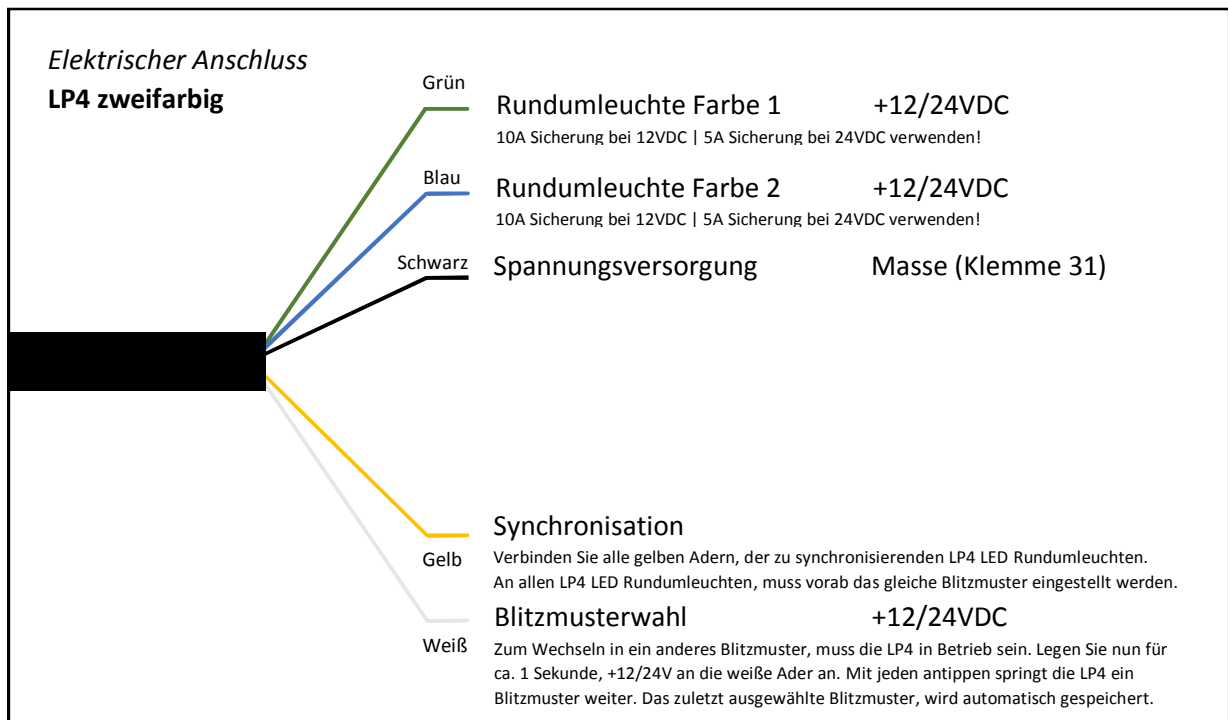 Elektrischer Anschluss
LP4 zweifarbig
Grün
Rundumleuchte Farbe 1 +12/24VDC
10A Sicherung bei 12VDC | 5A Sicherung bei 24VDC verwenden!
Blau
Rundumleuchte Farbe 2 +12/24VDC
10A Sicherung bei 12VDC | 5A Sicherung bei 24VDC verwenden!
Schwarz
Spannungsversorgung Masse (Klemme 31)
Gelb
Synchronisation
Verbinden Sie alle gelben Adern, der zu synchronisierenden LP4 LED Rundumleuchten.
An allen LP4 LED Rundumleuchten, muss vorab das gleiche Blitzmuster eingestellt werden.
Weiß
Blitzmusterwahl +12/24VDC
Zum Wechseln in ein anderes Blitzmuster, muss die LP4 in Betrieb sein. Legen Sie nun für
ca. 1 Sekunde, +12/24V an die weiße Ader an. Mit jeden antippen springt die LP4 ein
Blitzmuster weiter. Das zuletzt ausgewählte Blitzmuster, wird automatisch gespeichert.